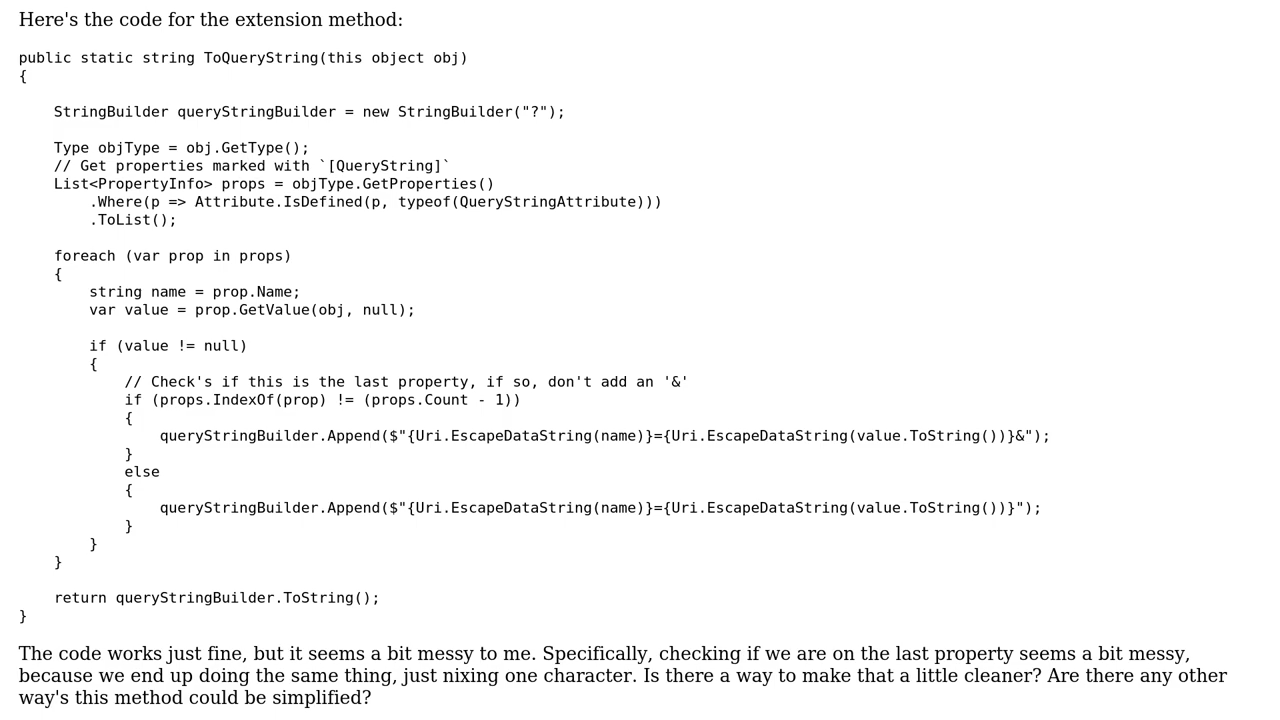 Here's the code for the extension method:
public static string ToQueryString(this object obj)
{
    StringBuilder queryStringBuilder = new StringBuilder("?");
    Type objType = obj.GetType();
    // Get properties marked with `[QueryString]`
    List<PropertyInfo> props = objType.GetProperties()
        .Where(p => Attribute.IsDefined(p, typeof(QueryStringAttribute)))
        .ToList();
    foreach (var prop in props)
    {
        string name = prop.Name;
        var value = prop.GetValue(obj, null);
        if (value != null)
        {
            // Check's if this is the last property, if so, don't add an '&'
            if (props.IndexOf(prop) != (props.Count - 1))
            {
                queryStringBuilder.Append($"{Uri.EscapeDataString(name)}={Uri.EscapeDataString(value.ToString())}&");
            }
            else
            {
                queryStringBuilder.Append($"{Uri.EscapeDataString(name)}={Uri.EscapeDataString(value.ToString())}");
            }
        }
    }
    return queryStringBuilder.ToString();
}
The code works just fine, but it seems a bit messy to me. Specifically, checking if we are on the last property seems a bit messy,
because we end up doing the same thing, just nixing one character. Is there a way to make that a little cleaner? Are there any other
way's this method could be simplified?